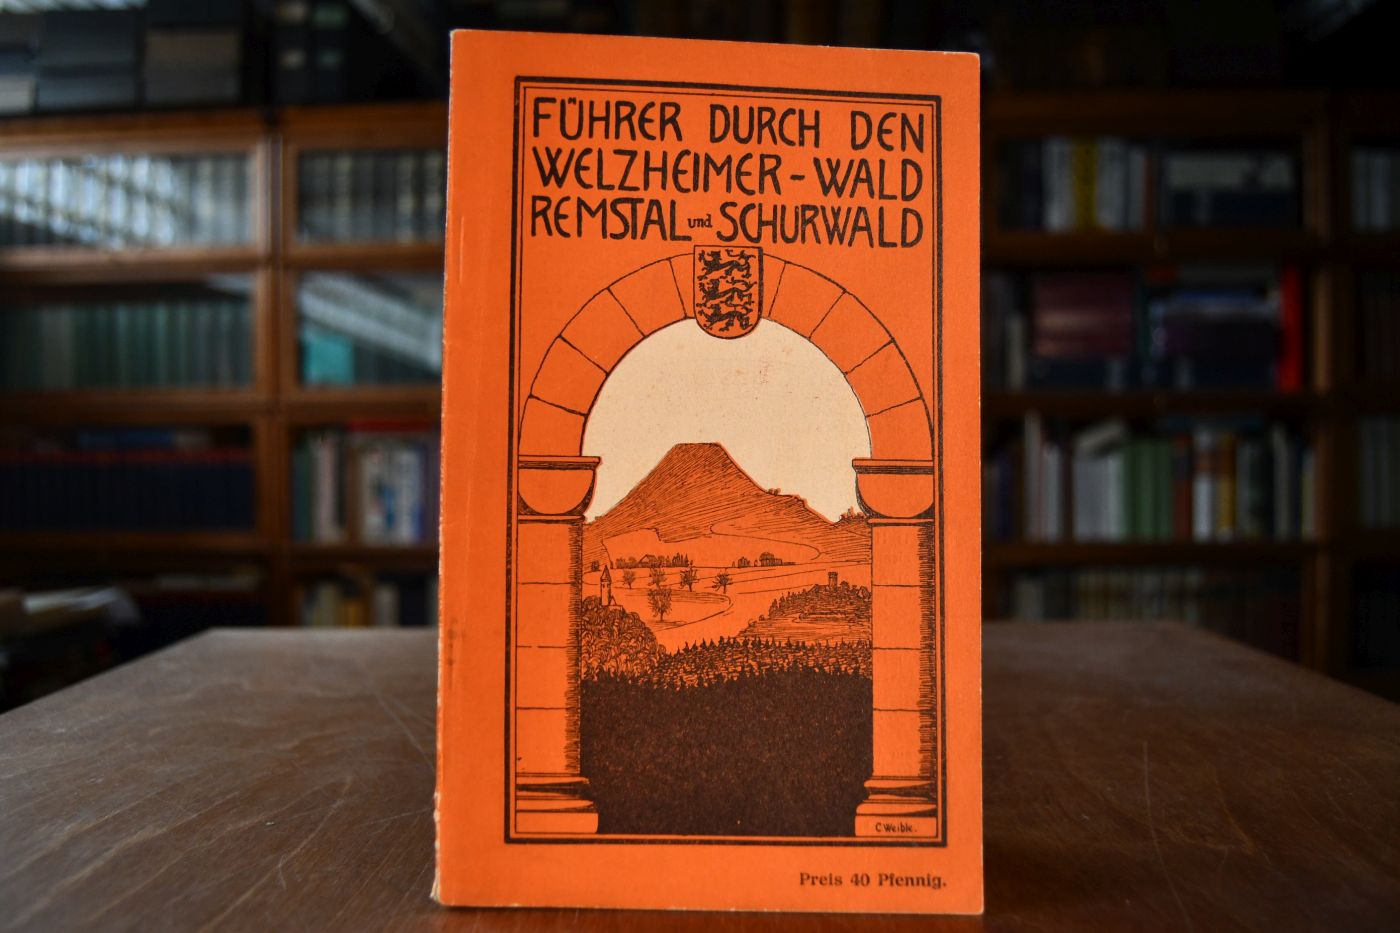 FÜHRER DURCH DEN
WELZHEIMER-WALD
REMSTAL und SCHURWALD
C Weible.
Preis 40 Pfennig.